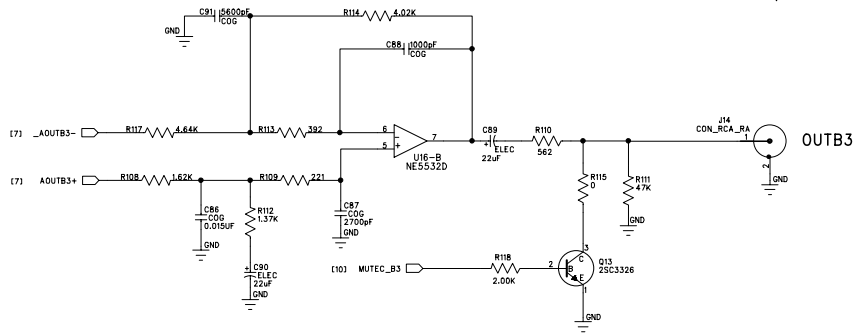 C91 5600pF
COG
GND
R114 4.02K
C88 1000pF
COG
[7] _AOUTB3-
R117 4.64K
R113 392
6
5
7
U16-B
NE5532D
C89
+ ELEC
22uF
R110
562
J14
CON_RCA_RA
1
2
GND
OUTB3
[7] AOUTB3+
R108 1.62K
R109 221
C86
COG
0.015UF
GND
R112
1.37K
C90
+ ELEC
22uF
GND
C87
COG
2700pF
GND
R115
0
R111
47K
GND
[10] MUTEC_B3
R118
2.00K
2
B
3
C
E
1
Q13
2SC3326
GND